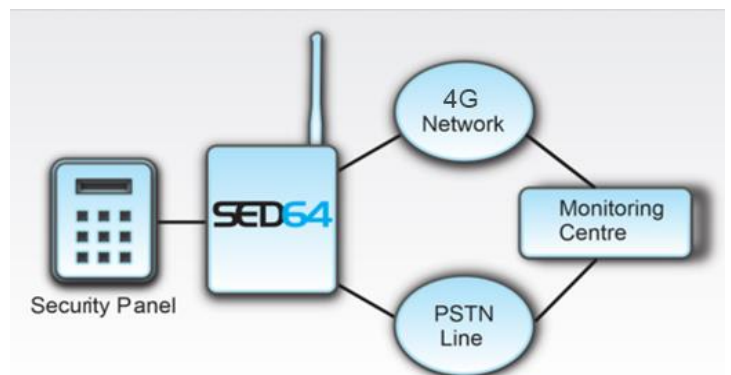 4G
Network
SED64
Monitoring
Centre
Security Panel
PSTN
Line